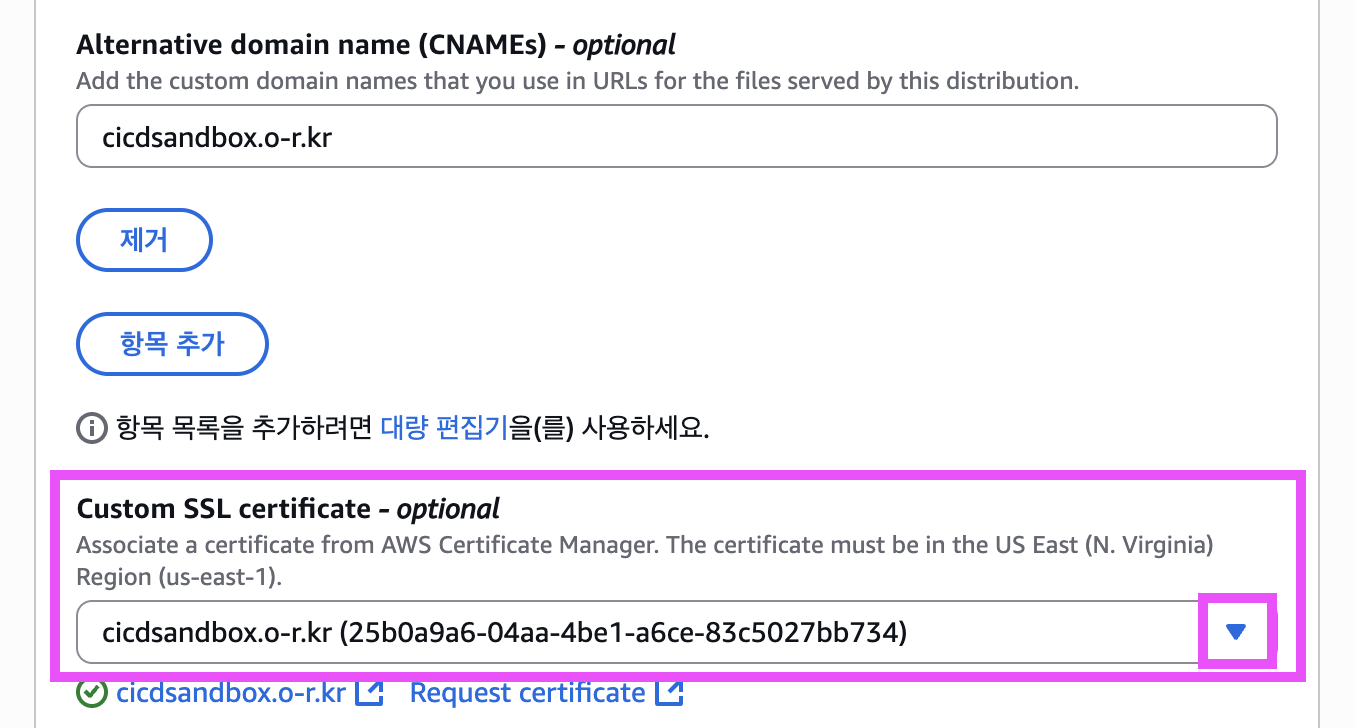 Alternative domain name (CNAMEs) - optional
Add the custom domain names that you use in URLs for the files served by this distribution.
cicdsandbox.o-r.kr
제거
항목 추가
항목 목록을 추가하려면 대량 편집기을(를) 사용하세요.
Custom SSL certificate - optional
Associate a certificate from AWS Certificate Manager. The certificate must be in the US East (N. Virginia)
Region (us-east-1).
cicdsandbox.o-r.kr (25b0a9a6-04aa-4be1-a6ce-83c5027bb734)
cicdsandbox.o-r.kr Request certificate